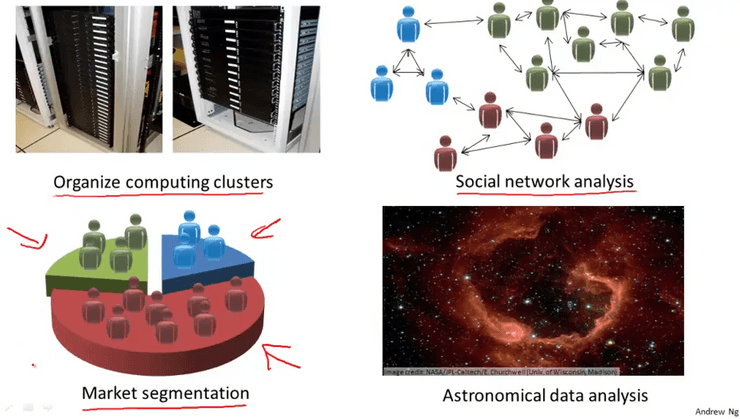 Organize computing clusters
Social network analysis
Image credit: NASA/JPL-Caltech/E. Churchwell (Univ. of Wisconsin, Madison)
Market segmentation
Astronomical data analysis
Andrew Ng